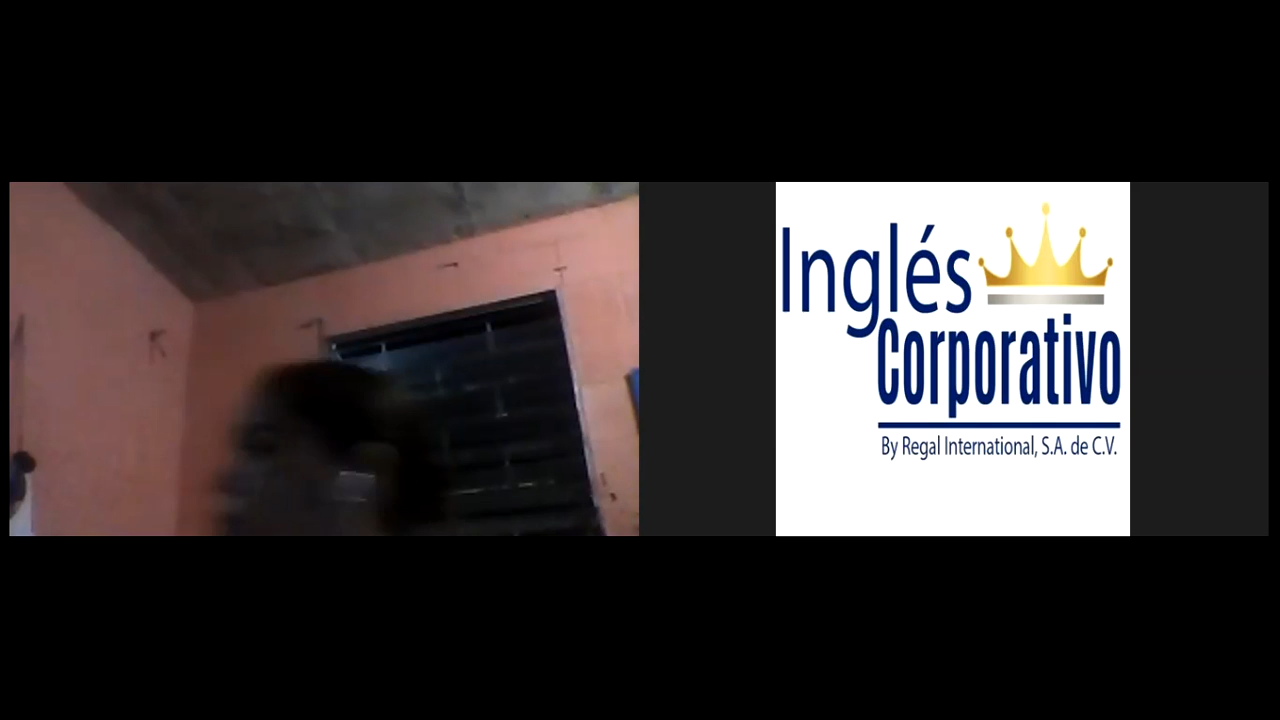 Inglés
Corporativo
By Regal International, S.A. de C.V.